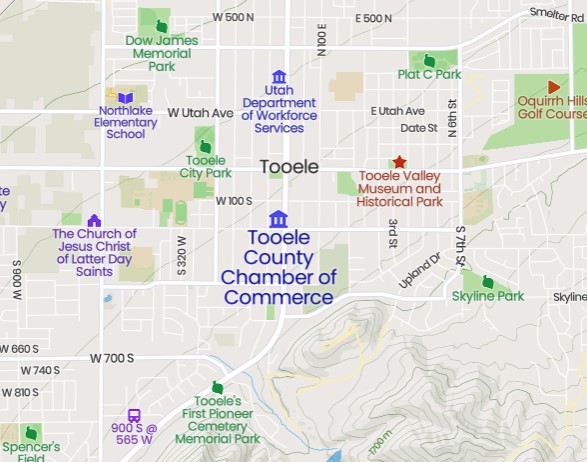 W 500 N
E 500 N
Smelter Rd
Dow James
Memorial
Park
N 100 E
Plat C Park
Utah
Department
of Workforce
Services
Northlake
Elementary
School
W Utah Ave
E Utah Ave
Date St
N 6th St
Oquirrh Hills
Golf Course
Tooele
City Park
Tooele
Tooele Valley
Museum and
Historical Park
W 100 S
The Church of
Jesus Christ
of Latter Day
Saints
Tooele
County
Chamber of
Commerce
S 320 W
3rd St
S 7th St
Upland Dr
S 900 W
Skyline Park
Skyline
W 660 S
W 700 S
W 740 S
W 810 S
Tooele's
First Pioneer
Cemetery
Memorial Park
900 S @
565 W
Spencer's
Field
1700 m